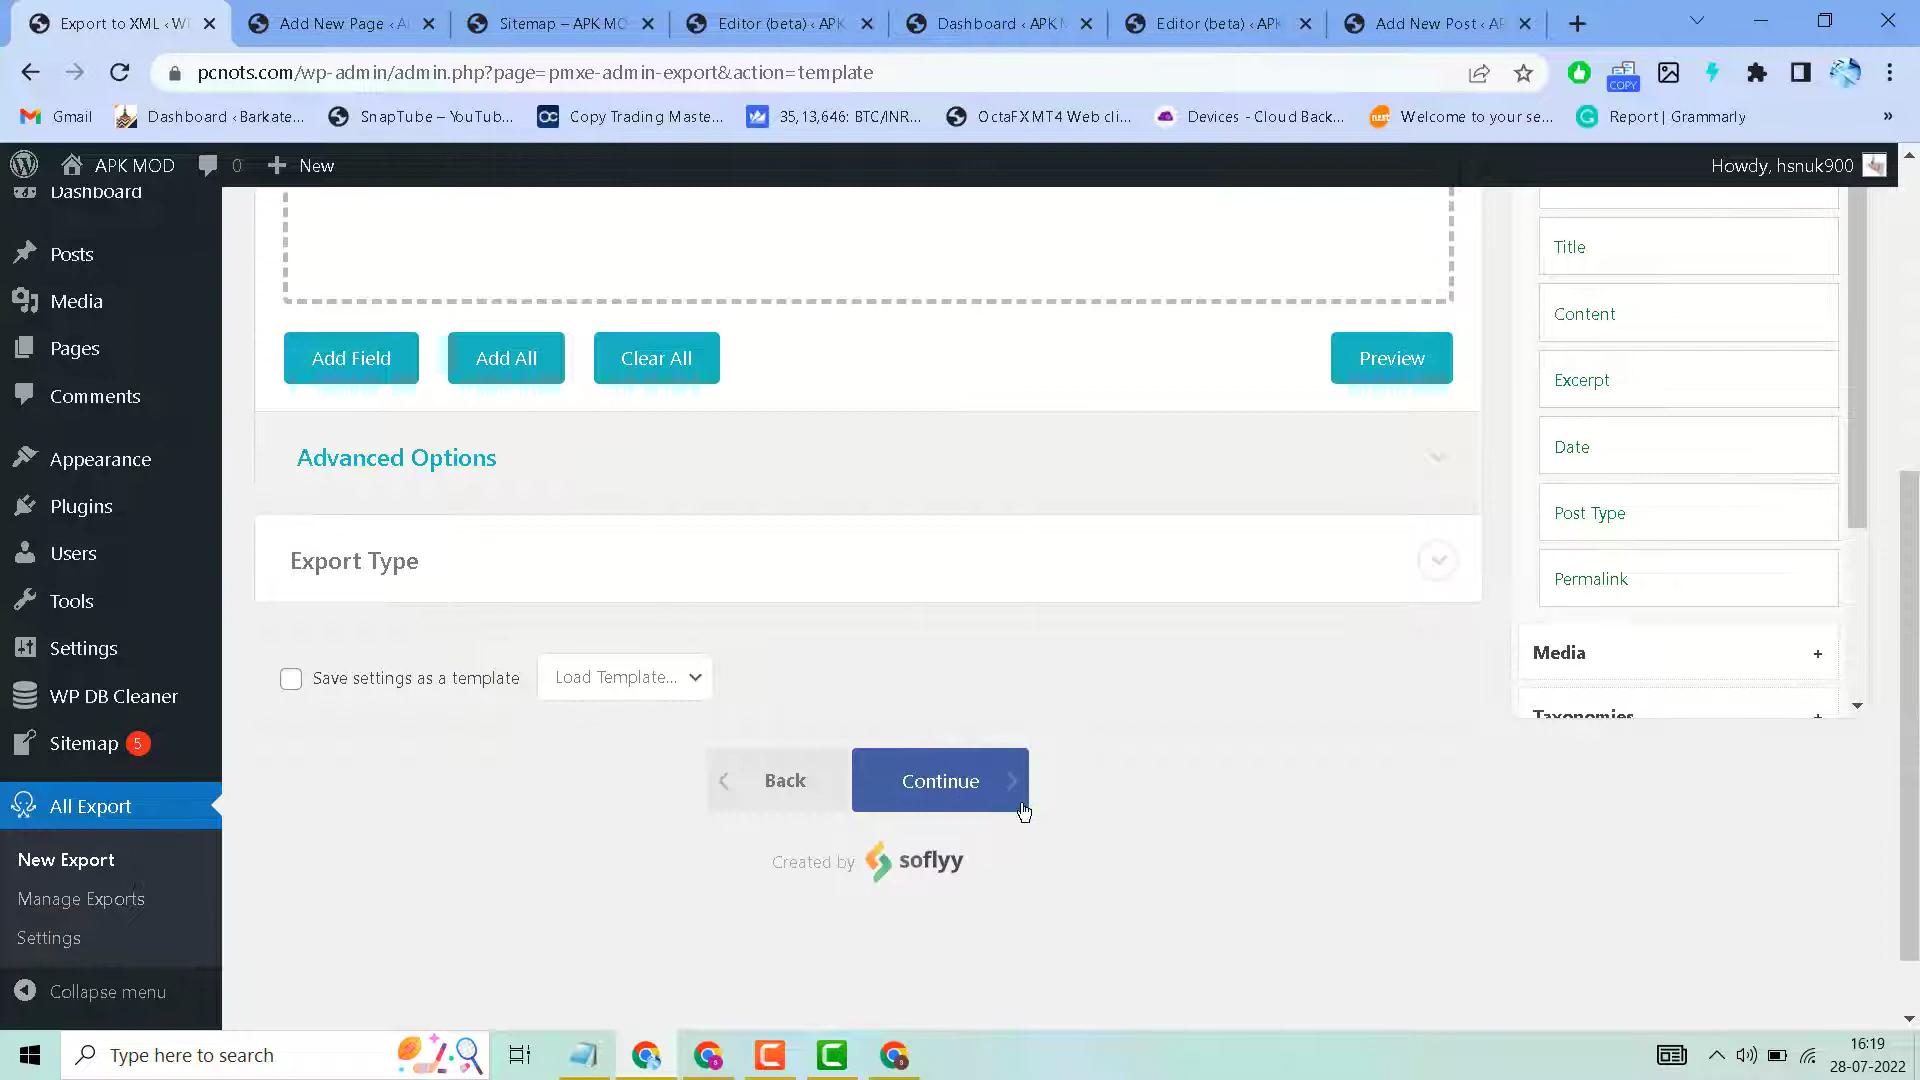 Export to XML ‹ W
Add New Page ‹ A
Sitemap – APK MO
Editor (beta) ‹ APK
Dashboard ‹ APK M
Editor (beta) ‹ APK
Add New Post ‹ AP
pcnots.com/wp-admin/admin.php?page=pmxe-admin-export&action=template
COPY
Gmail
Dashboard ‹ Barkate...
SnapTube – YouTub...
Copy Trading Maste...
35,13,646: BTC/INR...
OctaFX MT4 Web cli...
Devices - Cloud Back...
Welcome to your se...
Report | Grammarly
»
APK MOD
0
New
Howdy, hsnuk900
Dashboard
Posts
Media
Pages
Comments
Appearance
Plugins
Users
Tools
Settings
WP DB Cleaner
Sitemap 5
All Export
New Export
Manage Exports
Settings
Collapse menu
Add Field
Add All
Clear All
Preview
Advanced Options
Export Type
Save settings as a template
Load Template...
Back
Continue
Created by soflyy
Title
Content
Excerpt
Date
Post Type
Permalink
Media +
Taxonomies +
Type here to search
16:19
28-07-2022